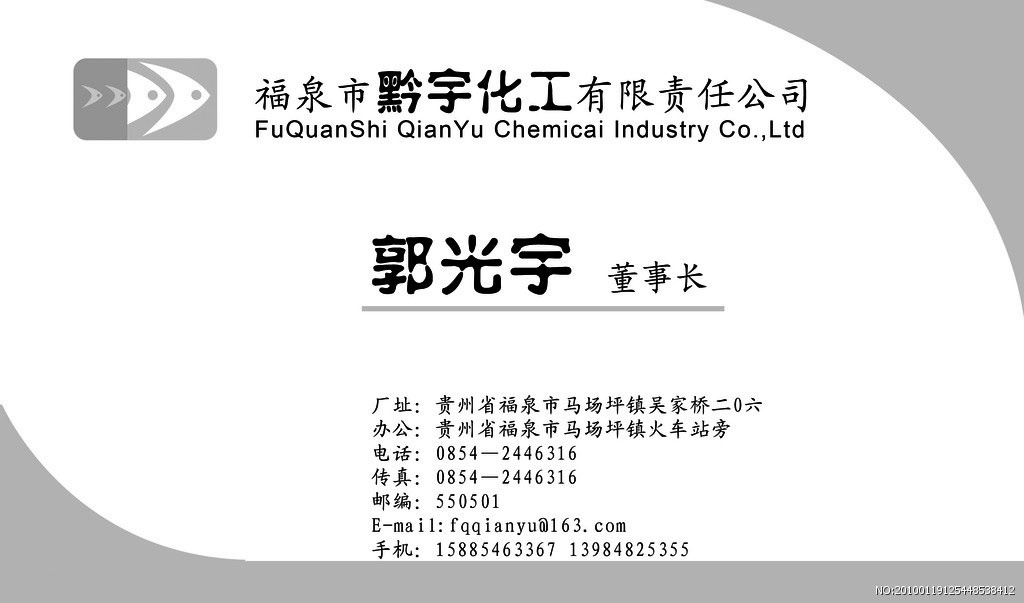 福泉市黔宇化工有限责任公司
FuQuanShi QianYu Chemicai Industry Co.,Ltd
郭光宇 董事长
厂址: 贵州省福泉市马场坪镇吴家桥二0六
办公: 贵州省福泉市马场坪镇火车站旁
电话: 0854—2446316
传真: 0854—2446316
邮编: 550501
E-mail:fqqianyu@163.com
手机: 15885463367 13984825355
NO:20100119125448538412